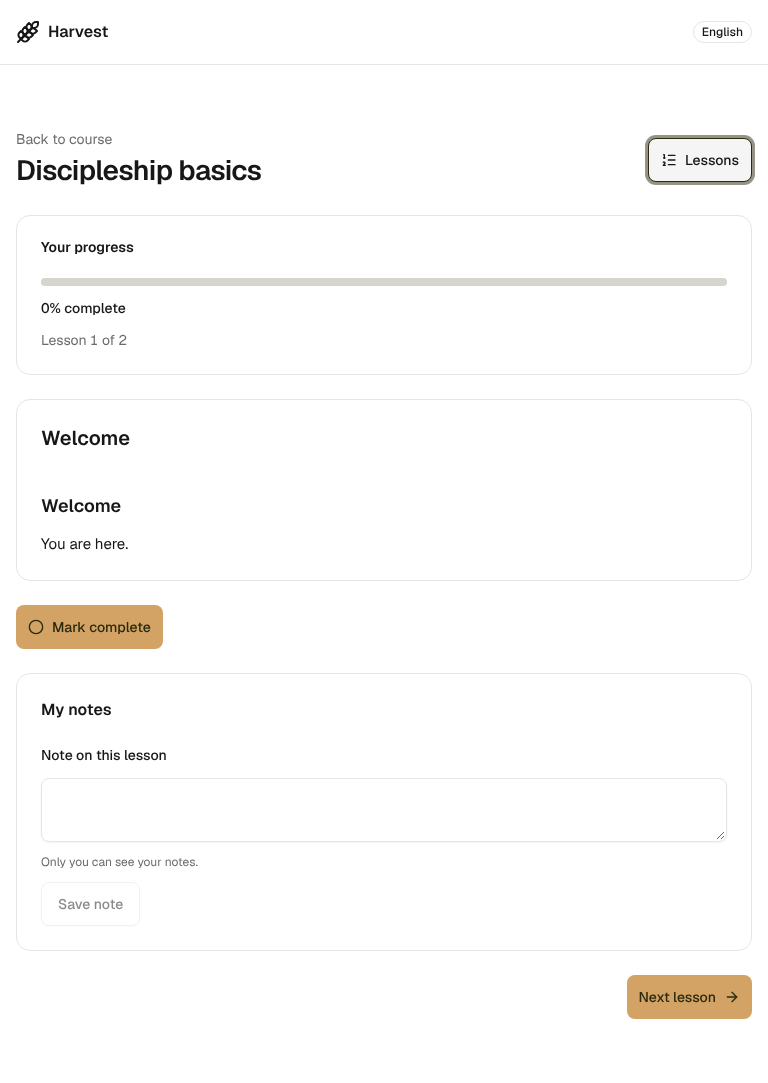 Harvest
English
Back to course
Discipleship basics
Lessons
Your progress
0% complete
Lesson 1 of 2
Welcome
Welcome
You are here.
Mark complete
My notes
Note on this lesson
Only you can see your notes.
Save note
Next lesson